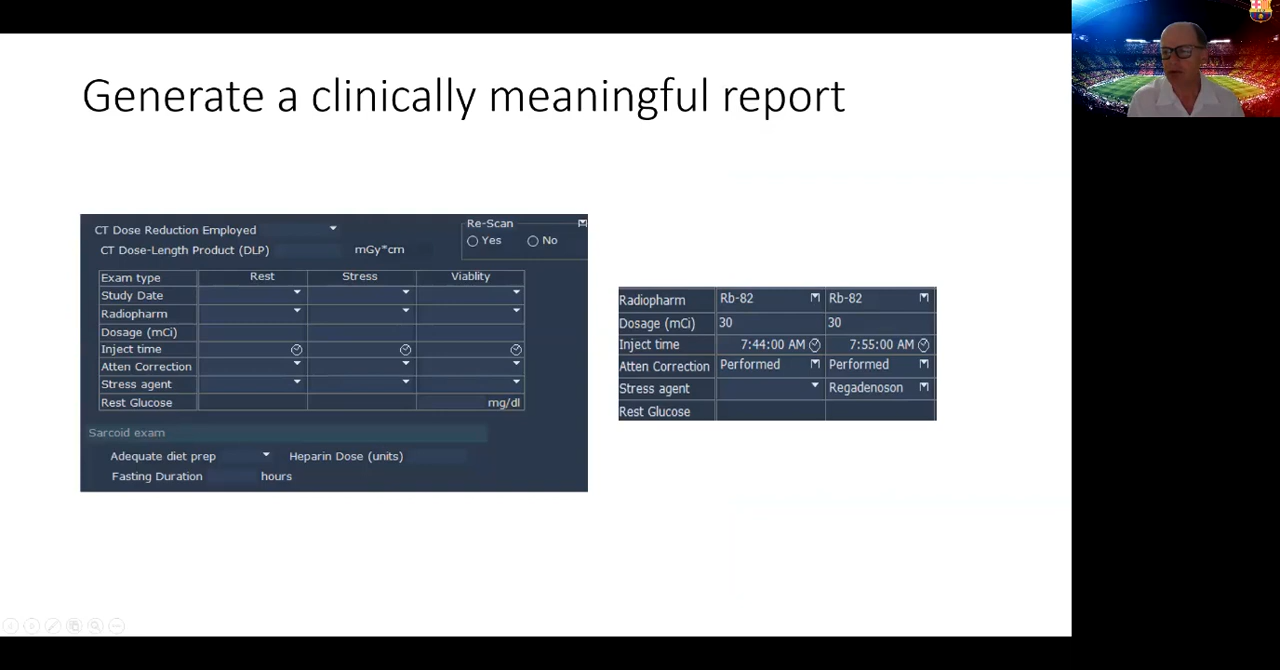 Generate a clinically meaningful report
CT Dose Reduction Employed
CT Dose-Length Product (DLP) mGy*cm
Re-Scan
Yes No
Exam type Rest Stress Viablity
Study Date
Radiopharm
Dosage (mCi)
Inject time
Atten Correction
Stress agent
Rest Glucose mg/dl
Sarcoid exam
Adequate diet prep Heparin Dose (units)
Fasting Duration hours
Radiopharm Rb-82 Rb-82
Dosage (mCi) 30 30
Inject time 7:44:00 AM 7:55:00 AM
Atten Correction Performed Performed
Stress agent Regadenoson
Rest Glucose